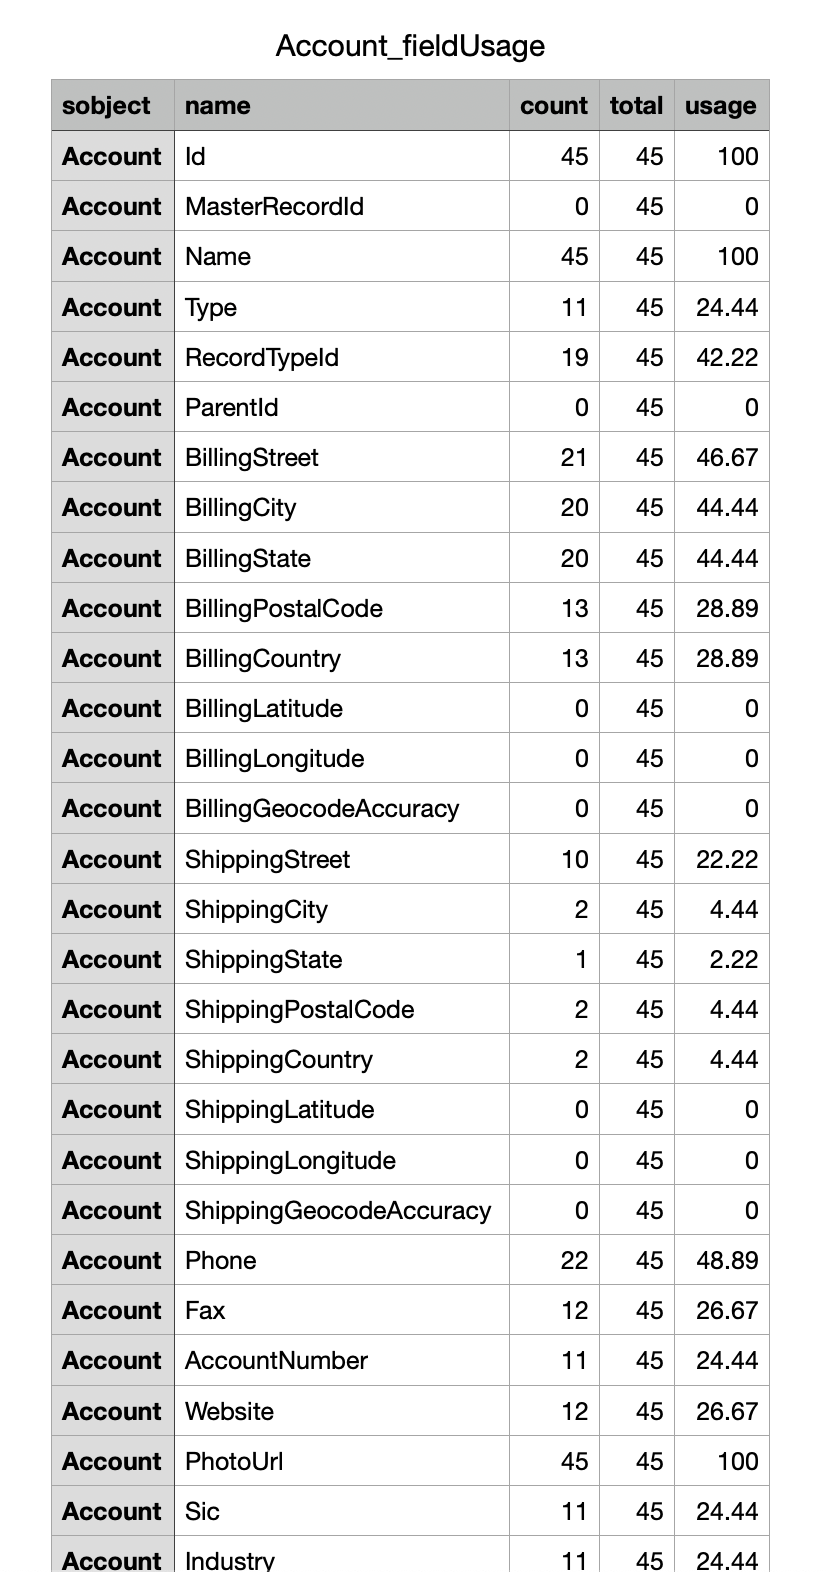 Account_fieldUsage
sobject name count total usage
Account Id 45 45 100
Account MasterRecordId 0 45 0
Account Name 45 45 100
Account Type 11 45 24.44
Account RecordTypeId 19 45 42.22
Account ParentId 0 45 0
Account BillingStreet 21 45 46.67
Account BillingCity 20 45 44.44
Account BillingState 20 45 44.44
Account BillingPostalCode 13 45 28.89
Account BillingCountry 13 45 28.89
Account BillingLatitude 0 45 0
Account BillingLongitude 0 45 0
Account BillingGeocodeAccuracy 0 45 0
Account ShippingStreet 10 45 22.22
Account ShippingCity 2 45 4.44
Account ShippingState 1 45 2.22
Account ShippingPostalCode 2 45 4.44
Account ShippingCountry 2 45 4.44
Account ShippingLatitude 0 45 0
Account ShippingLongitude 0 45 0
Account ShippingGeocodeAccuracy 0 45 0
Account Phone 22 45 48.89
Account Fax 12 45 26.67
Account AccountNumber 11 45 24.44
Account Website 12 45 26.67
Account PhotoUrl 45 45 100
Account Sic 11 45 24.44
Account Industry 11 45 24.44